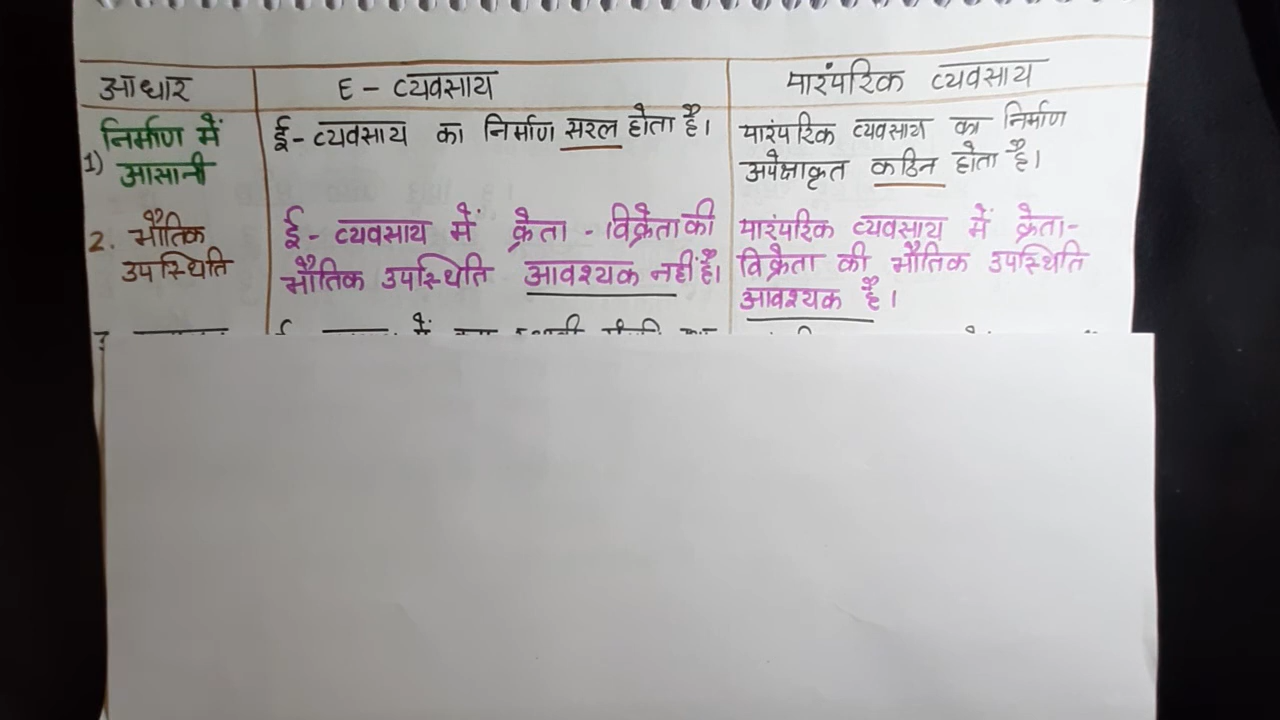 आधार E - व्यवसाय पारंपरिक व्यवसाय
निर्माण में ई - व्यवसाय का निर्माण सरल होता है। पारंपरिक व्यवसाय का निर्माण
1) आसानी अपेक्षाकृत कठिन होता है।
2. भौतिक ई - व्यवसाय में क्रेता - विक्रेता की पारंपरिक व्यवसाय में क्रेता-
उपस्थिति भौतिक उपस्थिति आवश्यक नहीं है। विक्रेता की भौतिक उपस्थिति
आवश्यक है।